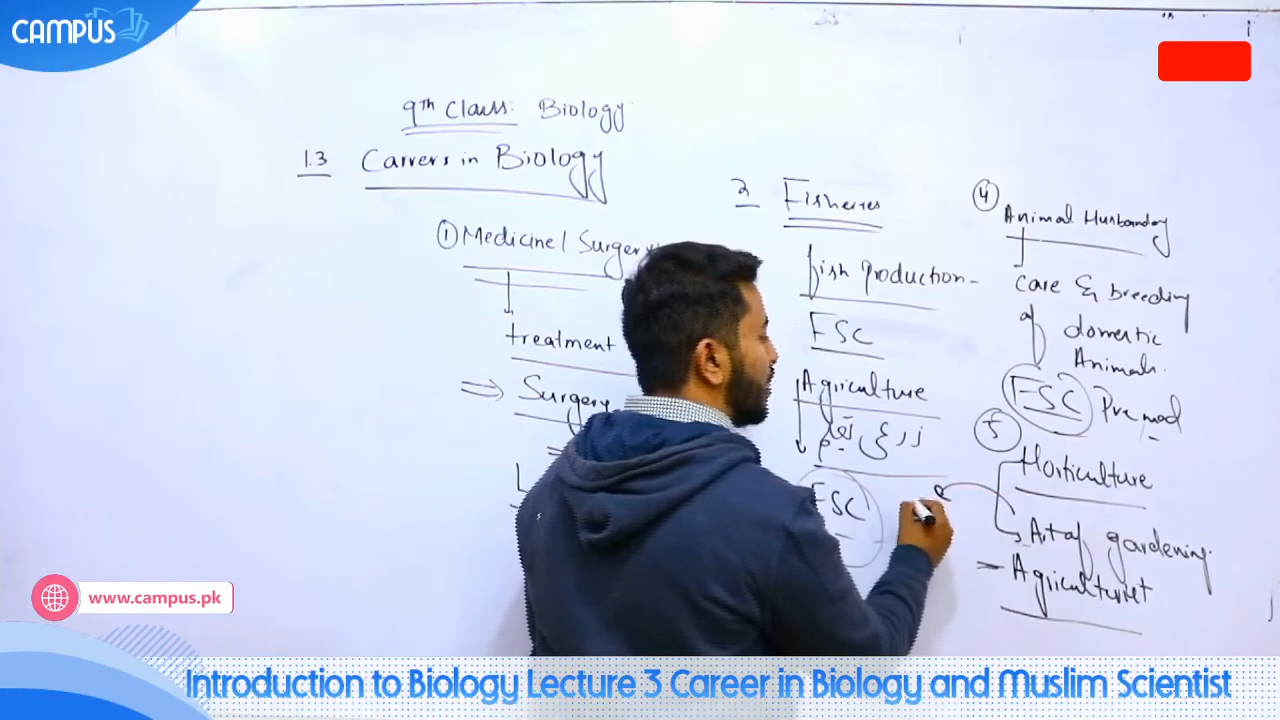 CAMPUS
9th Class: Biology
1.3 Careers in Biology
① Medicine / Surgery
treatment
⇒ Surgery
2 Fisheries
fish Production -
FSC
Agriculture
زرعی
FSC
④ Animal Husbandry
care & breeding
of domestic
Animals.
FSC Pre med
⑤ Horticulture
Art of gardening.
- Agriculturist
www.campus.pk
Introduction to Biology Lecture 3 Career in Biology and Muslim Scientist